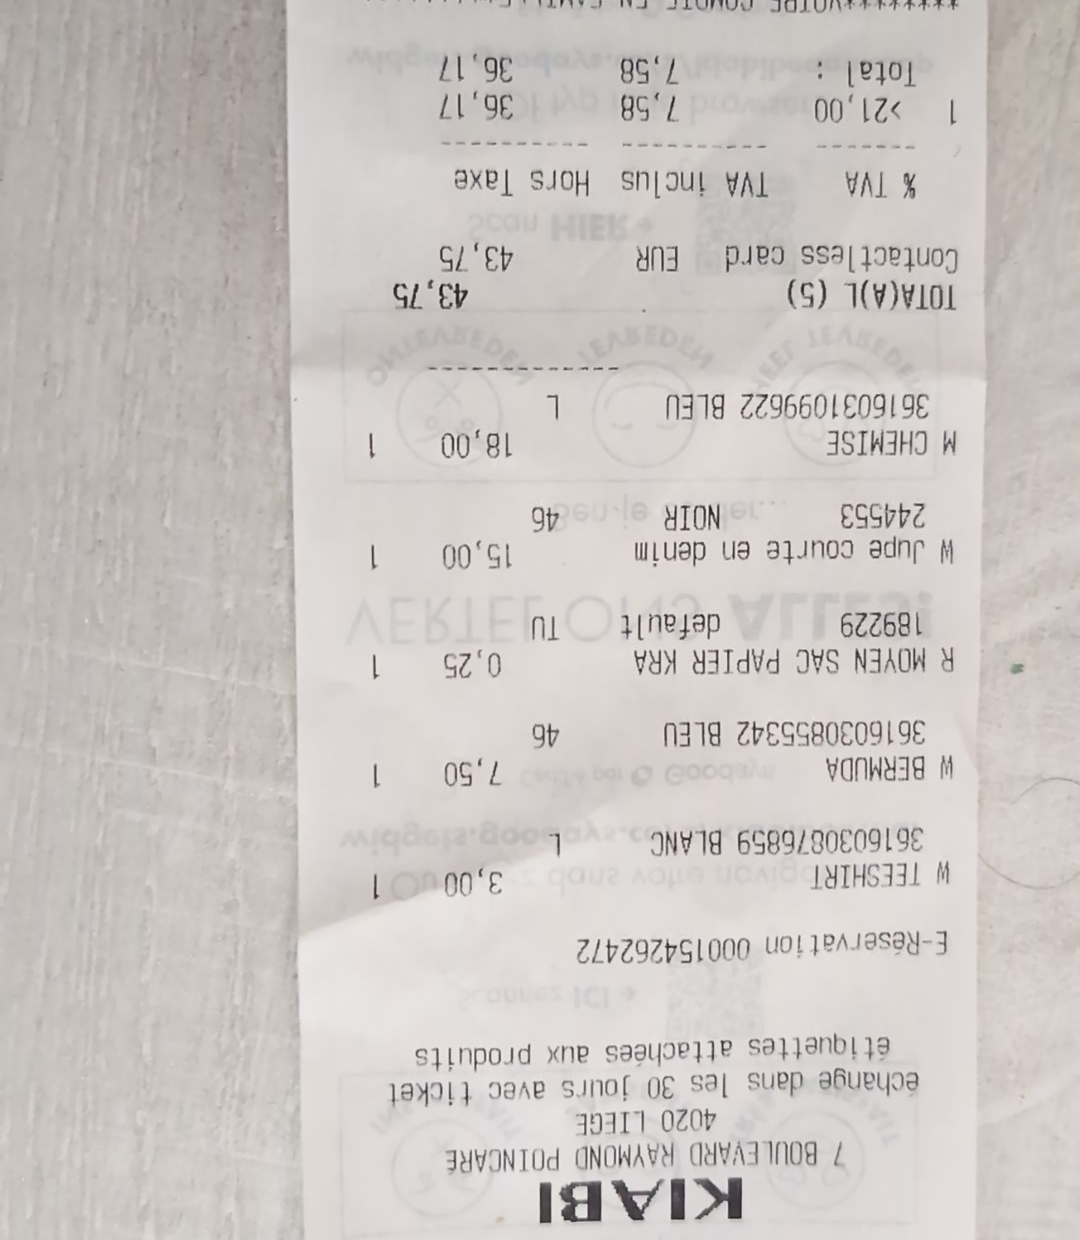 KIABI
7 BOULEVARD RAYMOND POINCARÉ
4020 LIEGE
échange dans les 30 jours avec ticket
étiquettes attachées aux produits
E-Réservation 000154262472
W TEESHIRT 3,00 1
3616030876859 BLANC L
W BERMUDA 7,50 1
3616030855342 BLEU 46
R MOYEN SAC PAPIER KRA 0,25 1
189229 default TU
W Jupe courte en denim 15,00 1
244553 NOIR 46
M CHEMISE 18,00 1
3616031099622 BLEU L
-------------
TOTA(A)L (5) 43,75
Contactless card EUR 43,75
% TVA TVA inclus Hors Taxe
------- ---------- ----------
1 >21,00 7,58 36,17
Total : 7,58 36,17